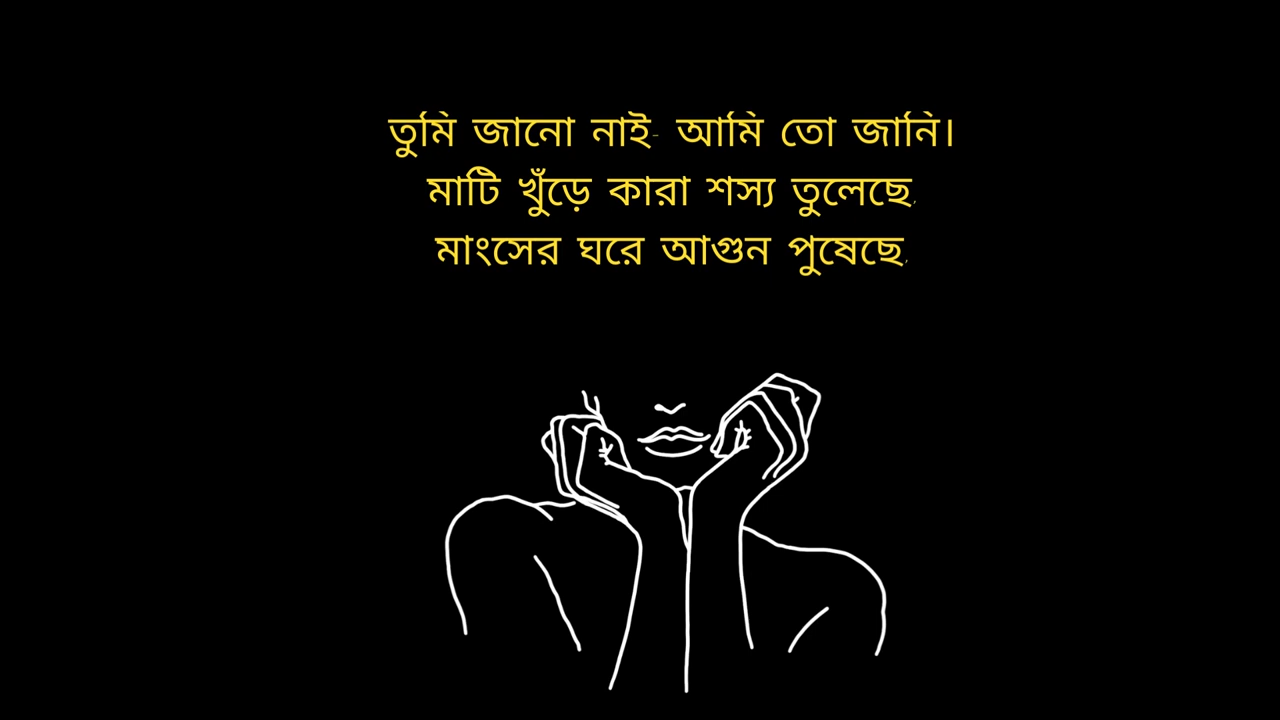 তুমি জানো নাই- আমি তো জানি।
মাটি খুঁড়ে কারা শস্য তুলেছে,
মাংসের ঘরে আগুন পুষেছে,